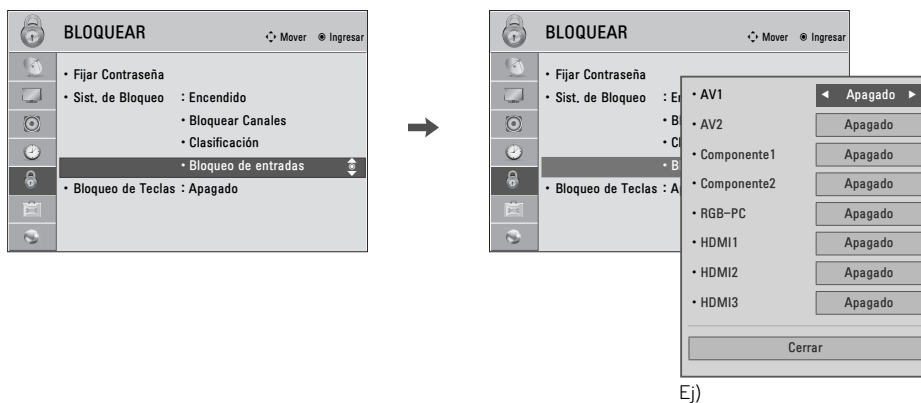 BLOQUEAR
Mover
Ingresar
• Fijar Contraseña
• Sist. de Bloqueo : Encendido
• Bloquear Canales
• Clasificación
• Bloqueo de entradas
• Bloqueo de Teclas : Apagado
BLOQUEAR
Mover
Ingresar
• Fijar Contraseña
• Sist. de Bloqueo : E
• B
• C
• B
• Bloqueo de Teclas : A
• AV1 ◄ Apagado ►
• AV2 Apagado
• Componente1 Apagado
• Componente2 Apagado
• RGB-PC Apagado
• HDMI1 Apagado
• HDMI2 Apagado
• HDMI3 Apagado
Cerrar
Ej)